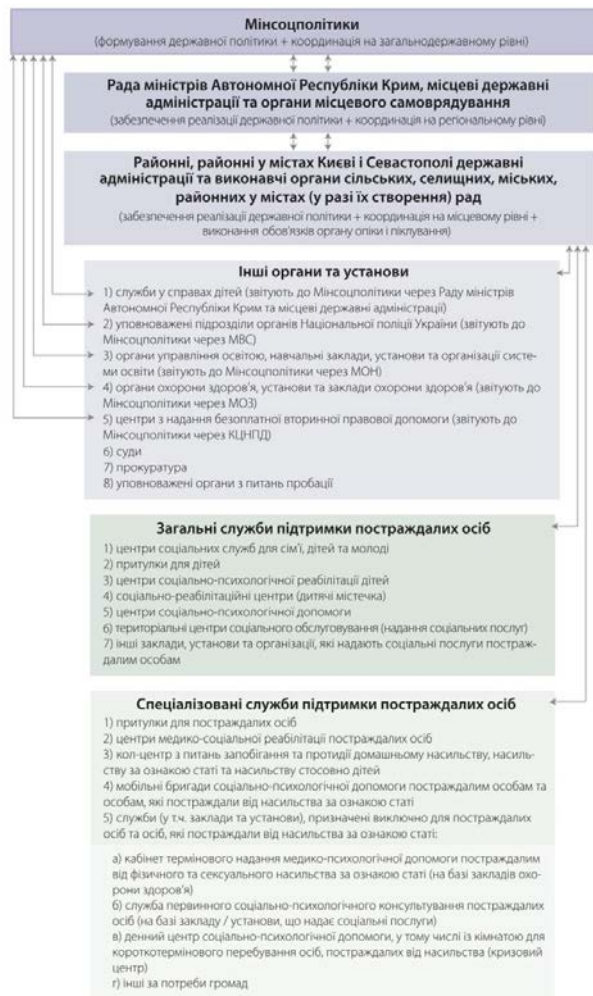 Мінсоцполітики
(формування державної політики + координація на загальнодержавному рівні)
Рада міністрів Автономної Республіки Крим, місцеві державні
адміністрації та органи місцевого самоврядування
(забезпечення реалізації державної політики + координація на регіональному рівні)
Районні, районні у містах Києві і Севастополі державні
адміністрації та виконавчі органи сільських, селищних, міських,
районних у містах (у разі їх створення) рад
(забезпечення реалізації державної політики + координація на місцевому рівні +
виконання обов'язків органу опіки і піклування)
Інші органи та установи
1) служби у справах дітей (звітують до Мінсоцполітики через Раду міністрів
Автономної Республіки Крим та місцеві державні адміністрації)
2) уповноважені підрозділи органів Національної поліції України (звітують до
Мінсоцполітики через МВС)
3) органи управління освітою, навчальні заклади, установи та організації систе-
ми освіти (звітують до Мінсоцполітики через МОН)
4) органи охорони здоров'я, установи та заклади охорони здоров'я (звітують до
Мінсоцполітики через МОЗ)
5) центри з надання безоплатної вторинної правової допомоги (звітують до
Мінсоцполітики через КЦНПД)
6) суди
7) прокуратура
8) уповноважені органи з питань пробації
Загальні служби підтримки постраждалих осіб
1) центри соціальних служб для сім'ї, дітей та молоді
2) притулки для дітей
3) центри соціально-психологічної реабілітації дітей
4) соціально-реабілітаційні центри (дитячі містечка)
5) центри соціально-психологічної допомоги
6) територіальні центри соціального обслуговування (надання соціальних послуг)
7) інші заклади, установи та організації, які надають соціальні послуги постраж-
далим особам
Спеціалізовані служби підтримки постраждалих осіб
1) притулки для постраждалих осіб
2) центри медико-соціальної реабілітації постраждалих осіб
3) кол-центр з питань запобігання та протидії домашньому насильству, насиль-
ству за ознакою статі та насильству стосовно дітей
4) мобільні бригади соціально-психологічної допомоги постраждалим особам та
особам, які постраждали від насильства за ознакою статі
5) служби (у т.ч. заклади та установи), призначені виключно для постраждалих
осіб та осіб, які постраждали від насильства за ознакою статі:
а) кабінет термінового надання медико-психологічної допомоги постраждалим
від фізичного та сексуального насильства за ознакою статі (на базі закладів охо-
рони здоров'я)
б) служба первинного соціально-психологічного консультування постраждалих
осіб (на базі закладу / установи, що надає соціальні послуги)
в) денний центр соціально-психологічної допомоги, у тому числі із кімнатою для
короткотермінового перебування осіб, постраждалих від насильства (кризовий
центр)
г) інші за потреби громад